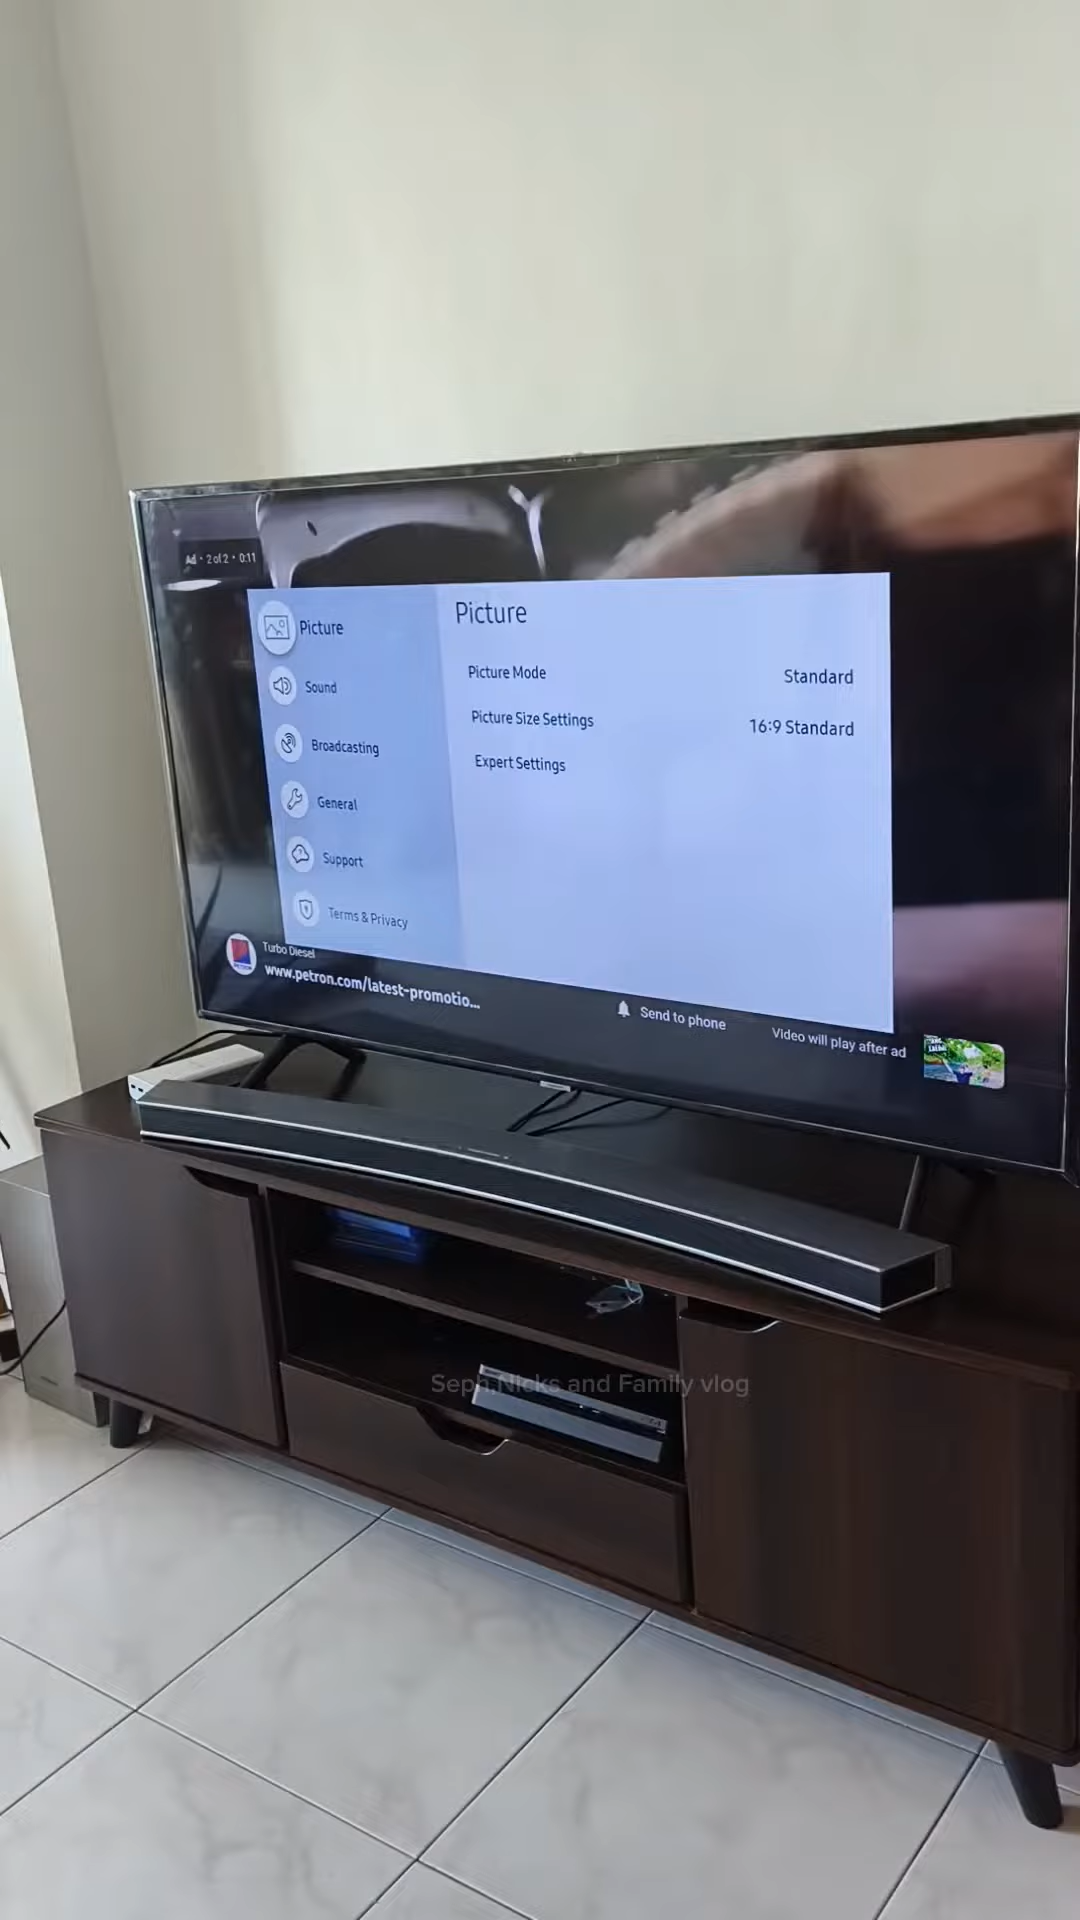 Ad • 2 of 2 • 0:11
Picture
Sound
Broadcasting
General
Support
Terms & Privacy
Picture
Picture Mode Standard
Picture Size Settings 16:9 Standard
Expert Settings
Turbo Diesel
www.petron.com/latest-promotio...
Send to phone
Video will play after ad
Seph,Nicks and Family vlog